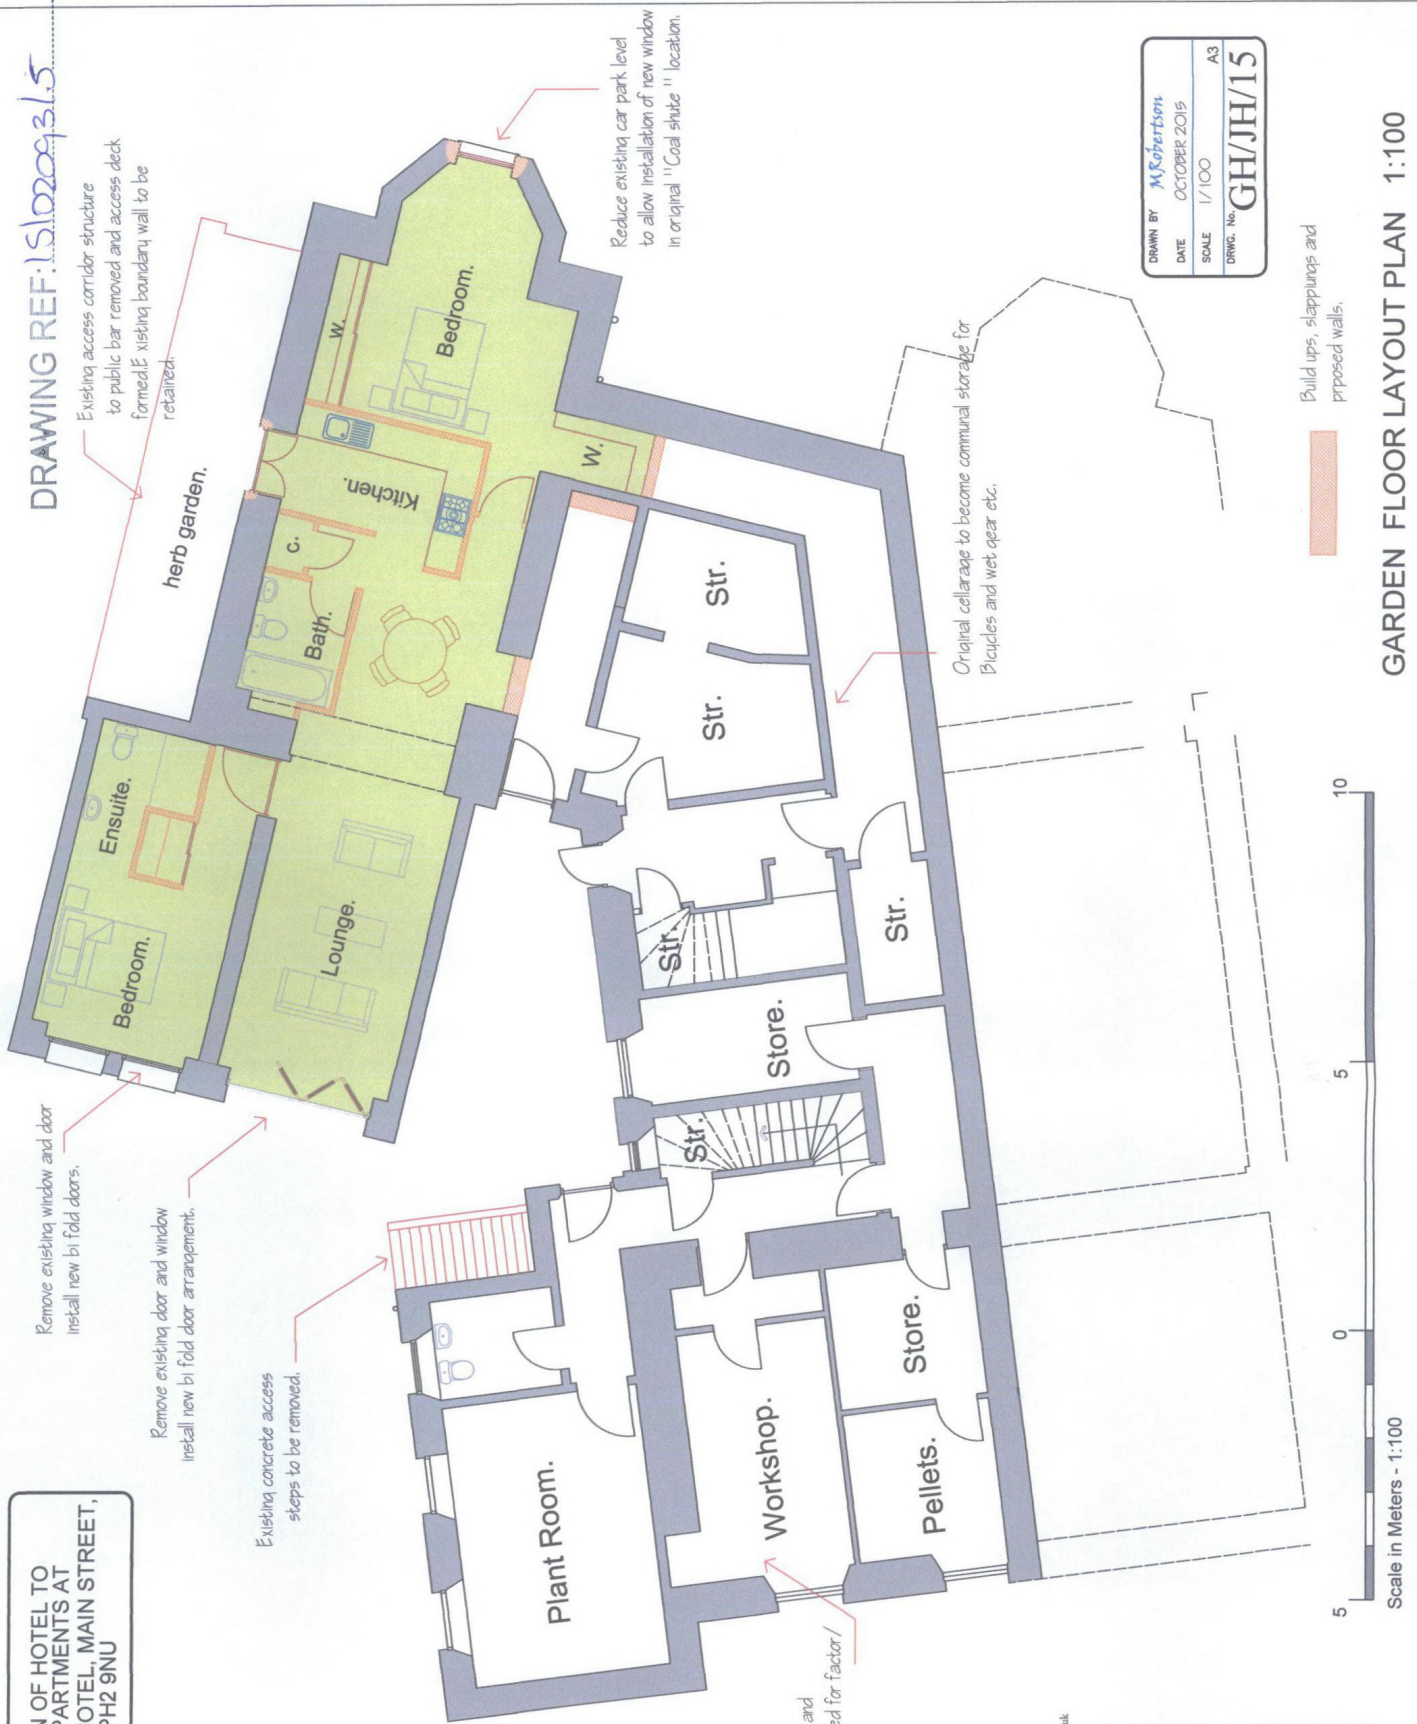 DRAWING REF: 15/02093/5
Existing access corridor structure
to public bar removed and access deck
formed.E xisting boundary wall to be
retained.
herb garden.
Reduce existing car park level
to allow installation of new window
in original "Coal shute " location.
w.
Bedroom.
Kitchen.
W.
c.
Bath.
Ensuite.
Bedroom.
Lounge.
Remove existing window and door
install new bi fold doors.
Remove existing door and window
install new bi fold door arrangement.
Existing concrete access
steps to be removed.
N OF HOTEL TO
PARTMENTS AT
OTEL, MAIN STREET,
PH2 9NU
Str.
Str.
Str.
Str.
Store.
Str.
Original cellarage to become communal storage for
Bicycles and wet gear etc.
Plant Room.
Workshop.
Store.
Pellets.
and
ed for factor/
uk
DRAWN BY M.Robertson
DATE OCTOBER 2015
SCALE 1/100 A3
DRWG. No. GH/JH/15
Build ups, slappiungs and
prposed walls.
GARDEN FLOOR LAYOUT PLAN 1:100
5 0 5 10
Scale in Meters - 1:100